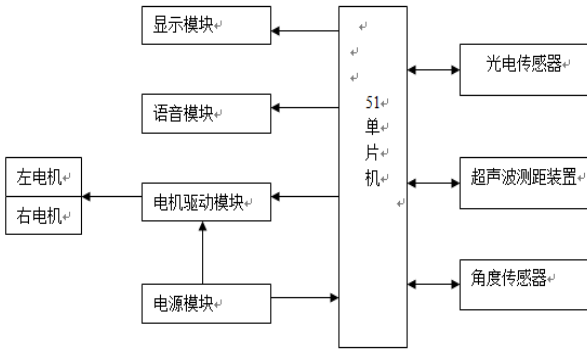 显示模块
语音模块
左电机
右电机
电机驱动模块
电源模块
51
单
片
机
光电传感器
超声波测距装置
角度传感器